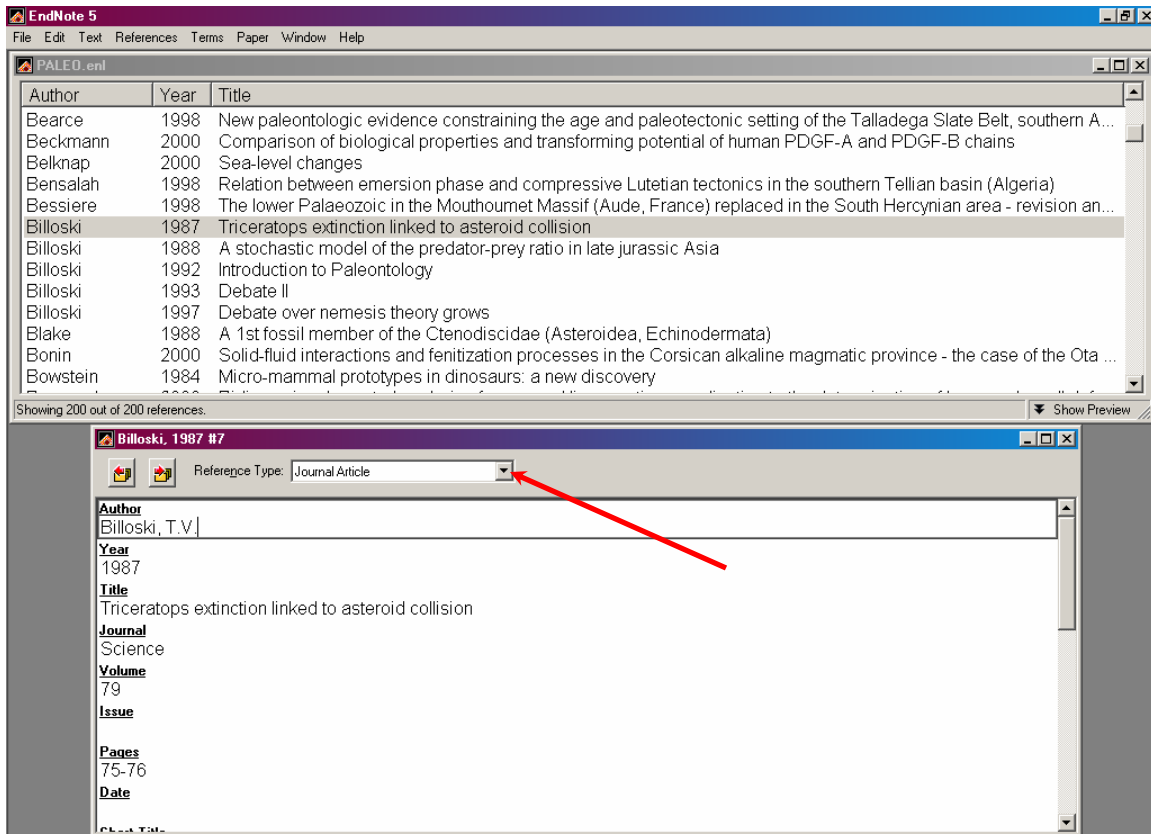 EndNote 5
File Edit Text References Terms Paper Window Help
PALEO.enl
Author Year Title
Bearce 1998 New paleontologic evidence constraining the age and paleotectonic setting of the Talladega Slate Belt, southern A...
Beckmann 2000 Comparison of biological properties and transforming potential of human PDGF-A and PDGF-B chains
Belknap 2000 Sea-level changes
Bensalah 1998 Relation between emersion phase and compressive Lutetian tectonics in the southern Tellian basin (Algeria)
Bessiere 1998 The lower Palaeozoic in the Mouthoumet Massif (Aude, France) replaced in the South Hercynian area - revision an...
Billoski 1987 Triceratops extinction linked to asteroid collision
Billoski 1988 A stochastic model of the predator-prey ratio in late jurassic Asia
Billoski 1992 Introduction to Paleontology
Billoski 1993 Debate II
Billoski 1997 Debate over nemesis theory grows
Blake 1988 A 1st fossil member of the Ctenodiscidae (Asteroidea, Echinodermata)
Bonin 2000 Solid-fluid interactions and fenitization processes in the Corsican alkaline magmatic province - the case of the Ota ...
Bowstein 1984 Micro-mammal prototypes in dinosaurs: a new discovery
Showing 200 out of 200 references. Show Preview
Billoski, 1987 #7
Reference Type: Journal Article
Author
Billoski, T.V.
Year
1987
Title
Triceratops extinction linked to asteroid collision
Journal
Science
Volume
79
Issue
Pages
75-76
Date
Short Title